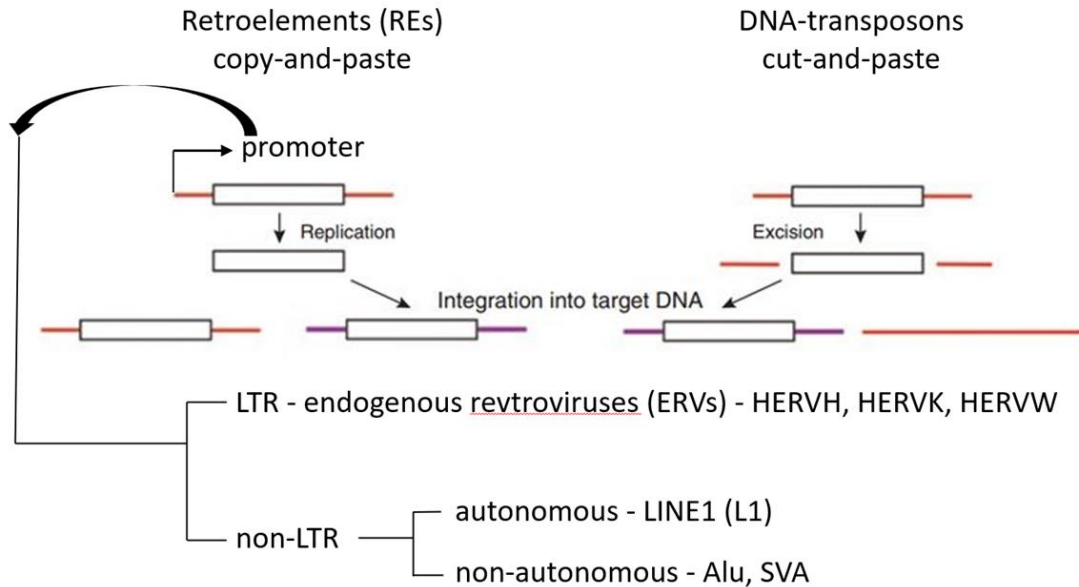 Retroelements (REs)
copy-and-paste
DNA-transposons
cut-and-paste
promoter
Replication
Excision
Integration into target DNA
LTR - endogenous revtroviruses (ERVs) - HERVH, HERVK, HERVW
non-LTR
autonomous - LINE1 (L1)
non-autonomous - Alu, SVA